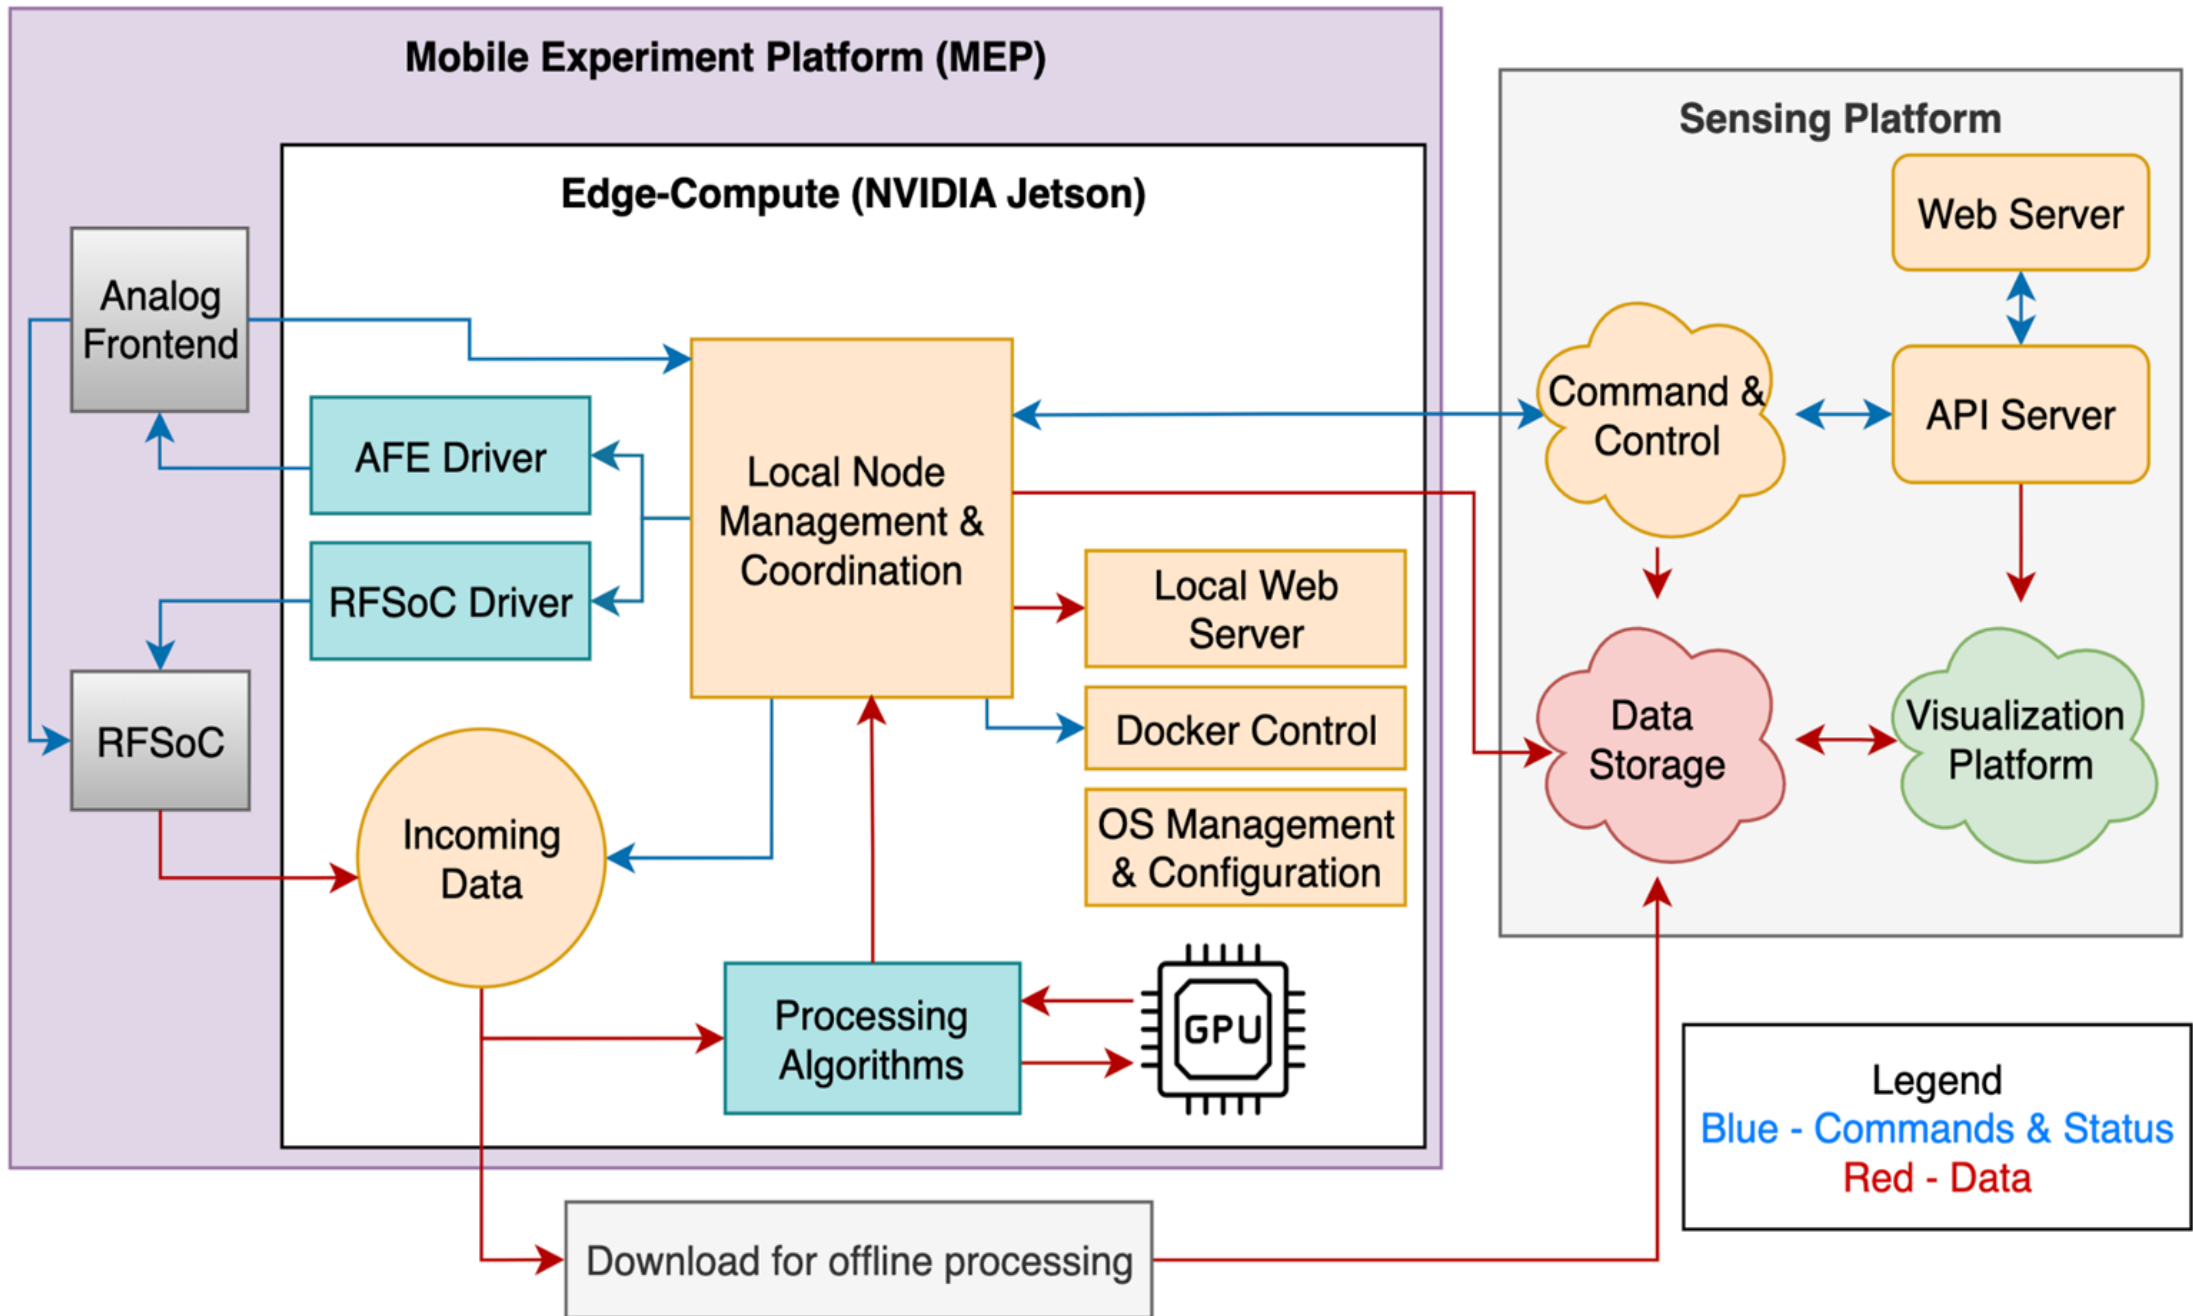 Mobile Experiment Platform (MEP)
Edge-Compute (NVIDIA Jetson)
Analog
Frontend
AFE Driver
RFSoC Driver
RFSoC
Local Node
Management &
Coordination
Local Web
Server
Docker Control
OS Management
& Configuration
Incoming
Data
Processing
Algorithms
GPU
Download for offline processing
Sensing Platform
Web Server
Command &
Control
API Server
Data
Storage
Visualization
Platform
Legend
Blue - Commands & Status
Red - Data